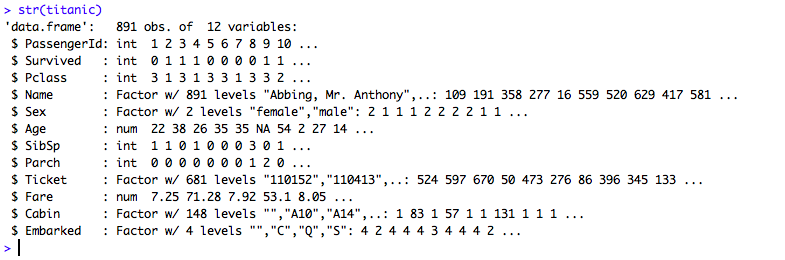 > str(titanic)
'data.frame':   891 obs. of  12 variables:
 $ PassengerId: int  1 2 3 4 5 6 7 8 9 10 ...
 $ Survived   : int  0 1 1 1 0 0 0 0 1 1 ...
 $ Pclass     : int  3 1 3 1 3 3 1 3 3 2 ...
 $ Name       : Factor w/ 891 levels "Abbing, Mr. Anthony",..: 109 191 358 277 16 559 520 629 417 581 ...
 $ Sex        : Factor w/ 2 levels "female","male": 2 1 1 1 2 2 2 2 1 1 ...
 $ Age        : num  22 38 26 35 35 NA 54 2 27 14 ...
 $ SibSp      : int  1 1 0 1 0 0 0 3 0 1 ...
 $ Parch      : int  0 0 0 0 0 0 0 1 2 0 ...
 $ Ticket     : Factor w/ 681 levels "110152","110413",..: 524 597 670 50 473 276 86 396 345 133 ...
 $ Fare       : num  7.25 71.28 7.92 53.1 8.05 ...
 $ Cabin      : Factor w/ 148 levels "","A10","A14",..: 1 83 1 57 1 1 131 1 1 1 ...
 $ Embarked   : Factor w/ 4 levels "","C","Q","S": 4 2 4 4 4 3 4 4 4 2 ...
>